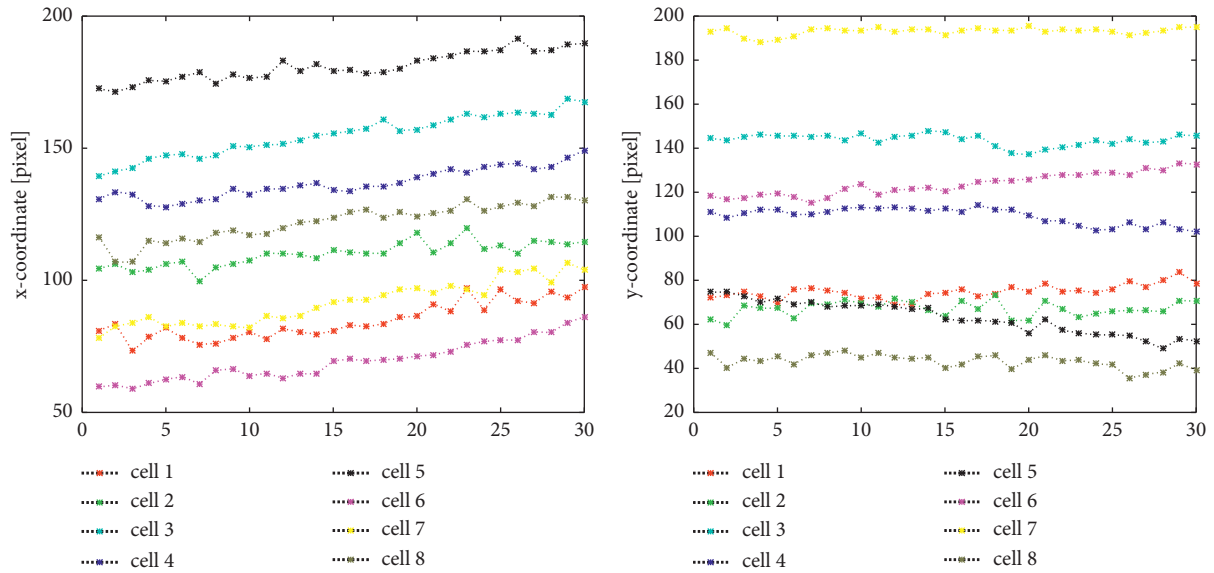 200
150
100
50
x-coordinate [pixel]
0 5 10 15 20 25 30
cell 1
cell 2
cell 3
cell 4
cell 5
cell 6
cell 7
cell 8
200
180
160
140
120
100
80
60
40
20
y-coordinate [pixel]
0 5 10 15 20 25 30
cell 1
cell 2
cell 3
cell 4
cell 5
cell 6
cell 7
cell 8